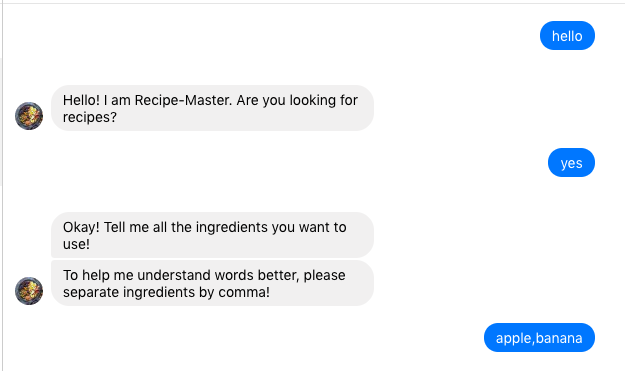 hello
Hello! I am Recipe-Master. Are you looking for
recipes?
yes
Okay! Tell me all the ingredients you want to
use!
To help me understand words better, please
separate ingredients by comma!
apple,banana